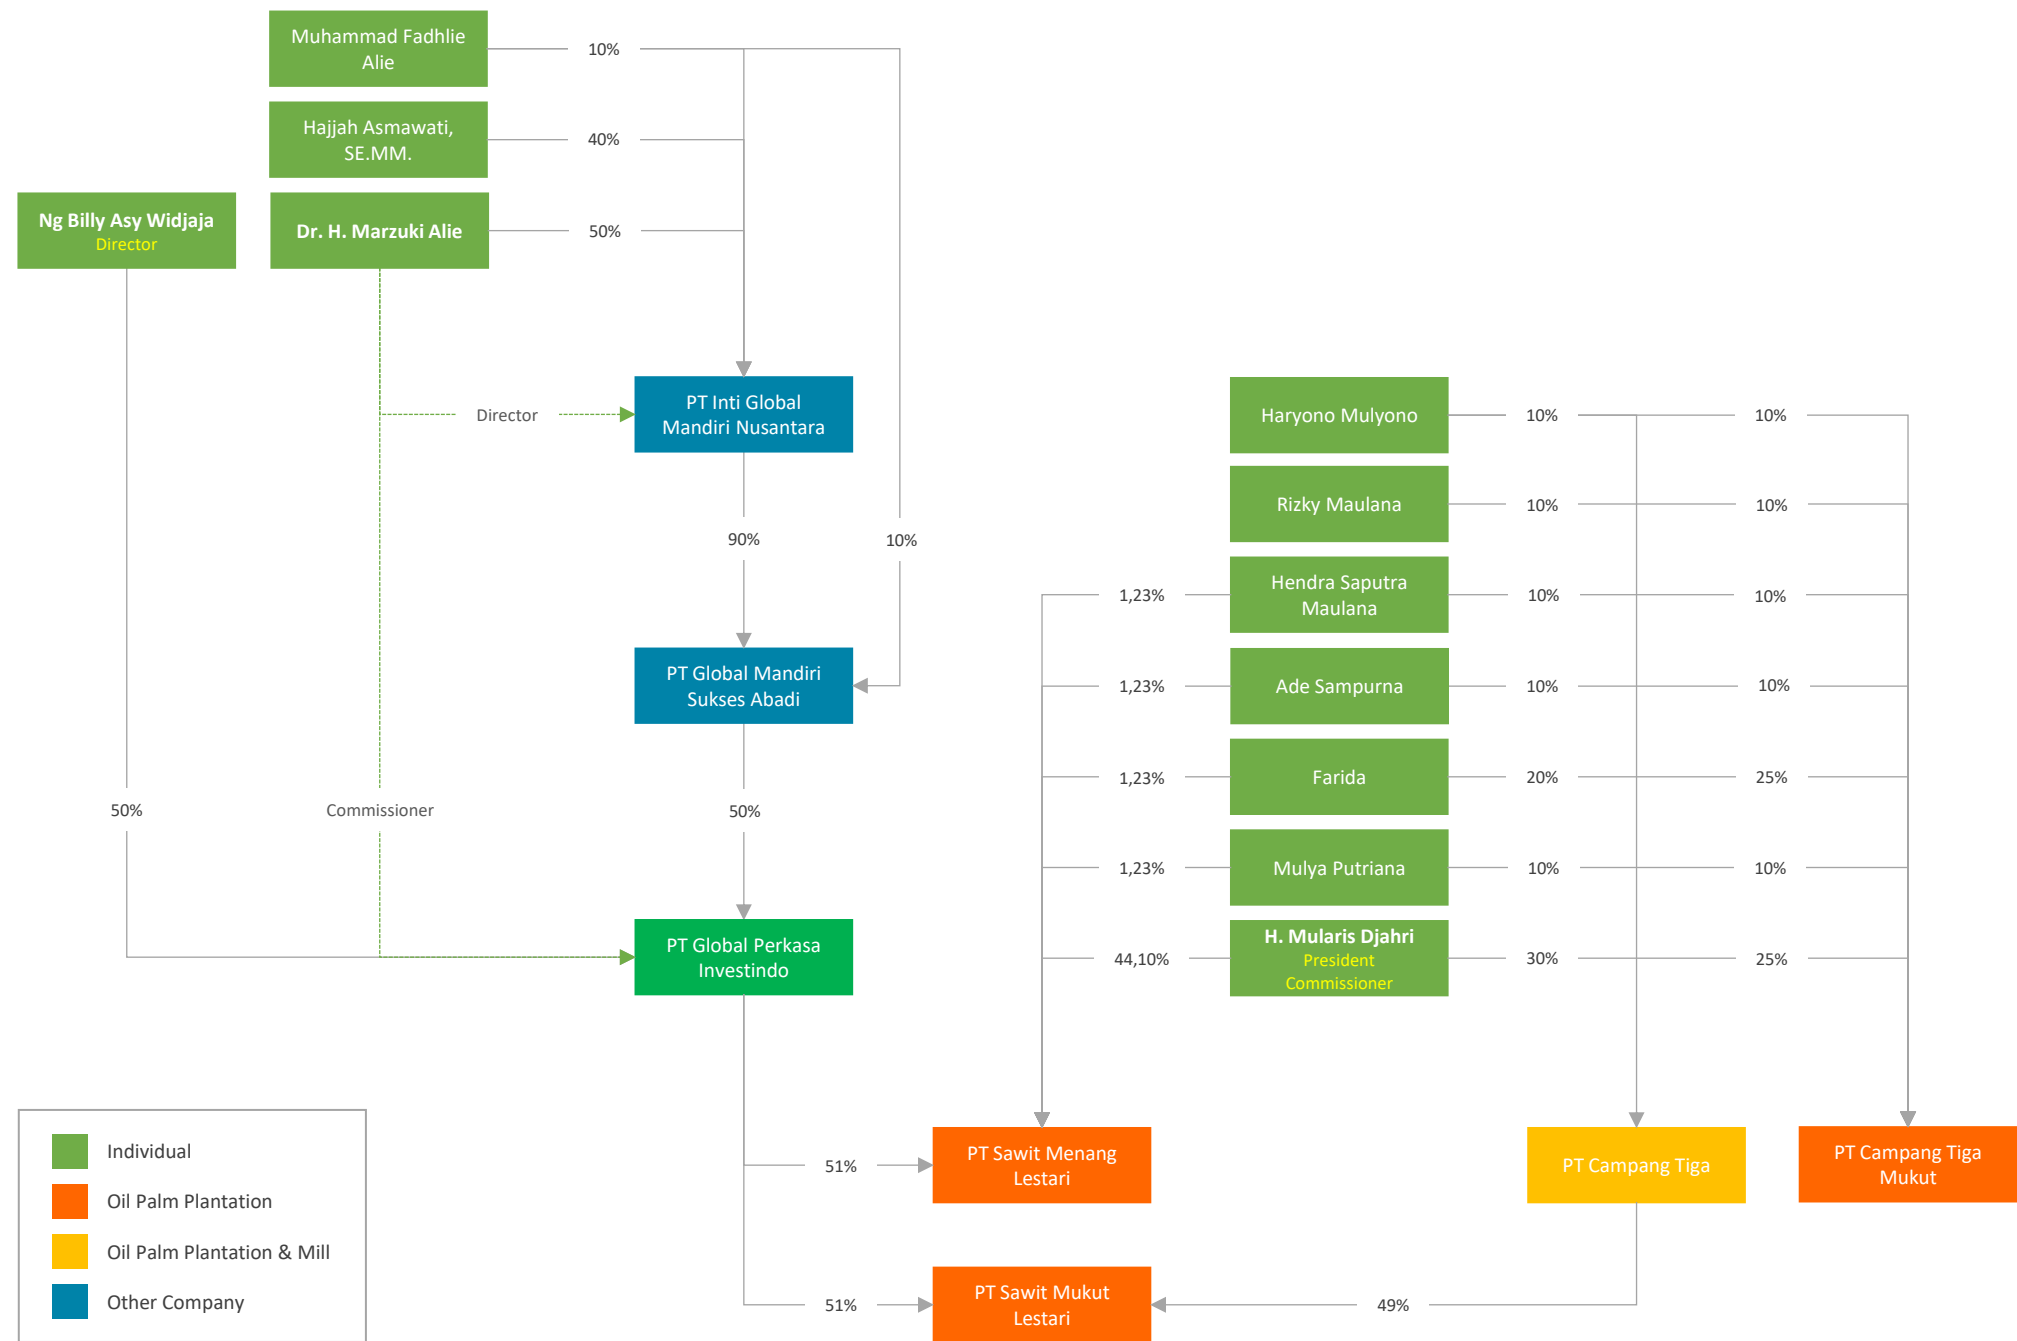 Muhammad Fadhlie
Alie
10%
Hajjah Asmawati,
SE.MM.
40%
Ng Billy Asy Widjaja
Director
Dr. H. Marzuki Alie
50%
PT Inti Global
Mandiri Nusantara
Director
Haryono Mulyono
10%
10%
Rizky Maulana
10%
10%
90%
10%
1,23%
Hendra Saputra
Maulana
10%
10%
PT Global Mandiri
Sukses Abadi
1,23%
Ade Sampurna
10%
10%
1,23%
Farida
20%
25%
50%
Commissioner
50%
1,23%
Mulya Putriana
10%
10%
PT Global Perkasa
Investindo
44,10%
H. Mularis Djahri
President
Commissioner
30%
25%
51%
PT Sawit Menang
Lestari
PT Campang Tiga
PT Campang Tiga
Mukut
51%
PT Sawit Mukut
Lestari
49%
Individual
Oil Palm Plantation
Oil Palm Plantation & Mill
Other Company